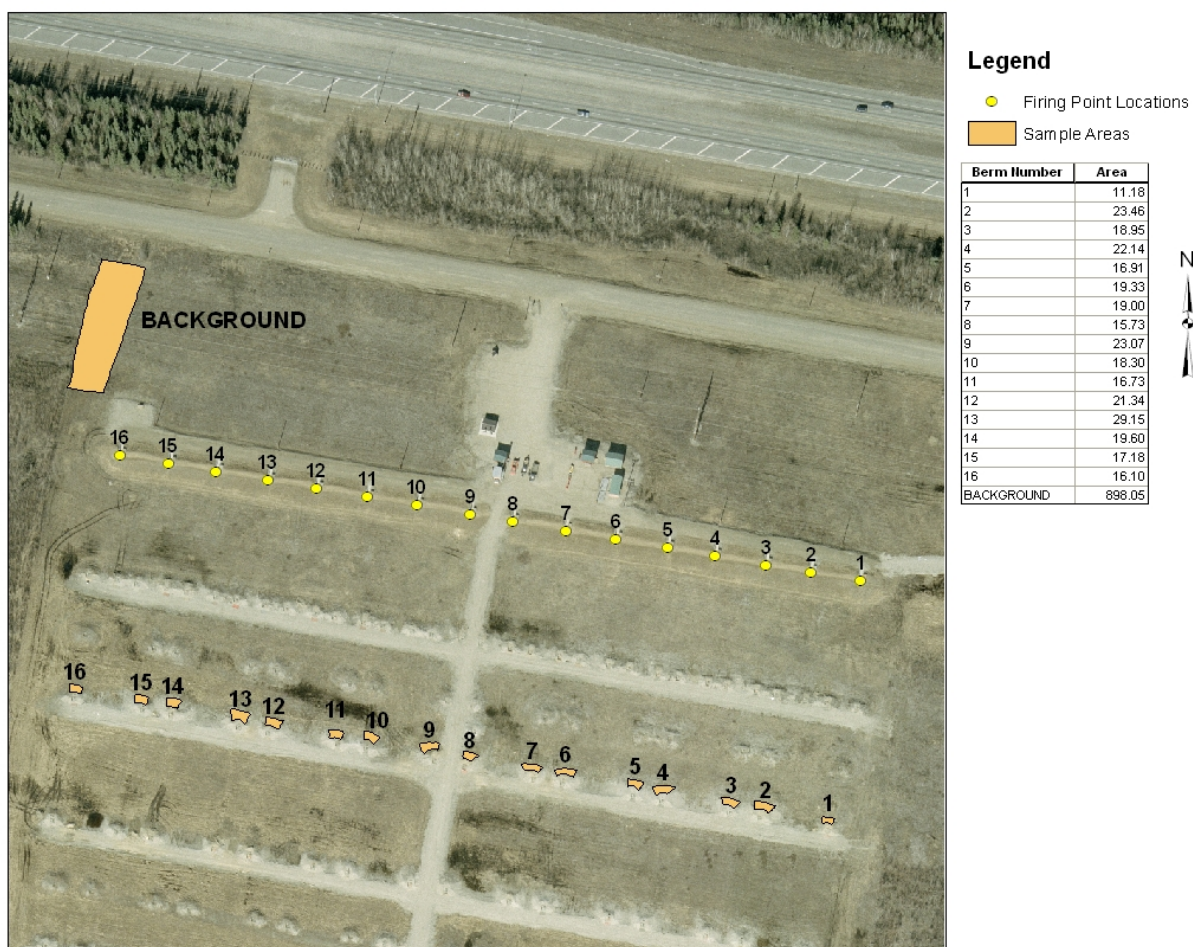 Legend
Firing Point Locations
Sample Areas
Berm Number Area
1 11.18
2 23.46
3 18.95
4 22.14
5 16.91
6 19.33
7 19.00
8 15.73
9 23.07
10 18.30
11 16.73
12 21.34
13 29.15
14 19.60
15 17.18
16 16.10
BACKGROUND 898.05
N
BACKGROUND
16 15 14 13 12 11 10 9 8 7 6 5 4 3 2 1
16 15 14 13 12 11 10 9 8 7 6 5 4 3 2 1